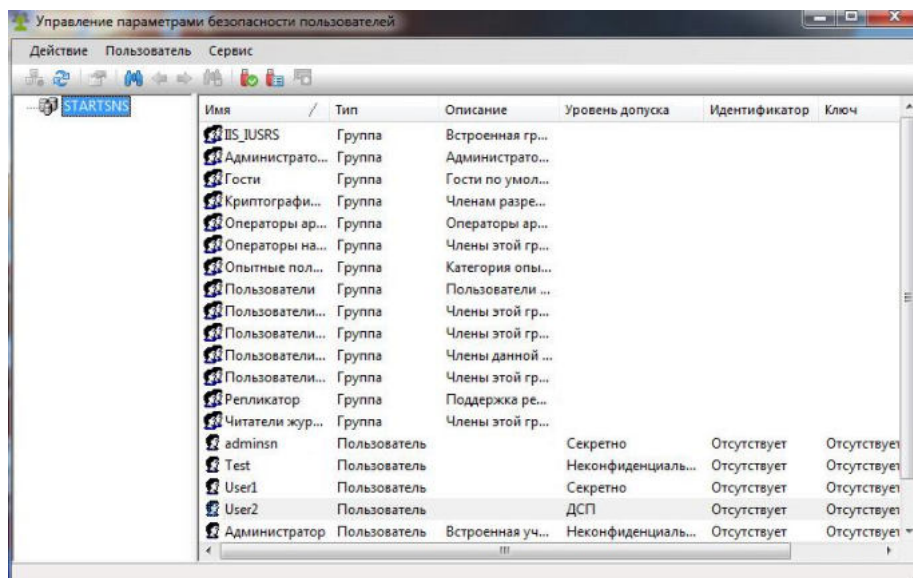 Управление параметрами безопасности пользователей
Действие Пользователь Сервис
STARTSNS
Имя / Тип Описание Уровень допуска Идентификатор Ключ
IIS_IUSRS Группа Встроенная гр...
Администрато... Группа Администрато...
Гости Группа Гости по умол...
Криптографи... Группа Членам разре...
Операторы ар... Группа Операторы ар...
Операторы на... Группа Члены этой гр...
Опытные пол... Группа Категория опы...
Пользователи Группа Пользователи ...
Пользователи... Группа Члены этой гр...
Пользователи... Группа Члены этой гр...
Пользователи... Группа Члены данной ...
Пользователи... Группа Члены этой гр...
Репликатор Группа Поддержка ре...
Читатели жур... Группа Члены этой гр...
adminsn Пользователь Секретно Отсутствует Отсутствует
Test Пользователь Неконфиденциаль... Отсутствует Отсутствует
User1 Пользователь Секретно Отсутствует Отсутствует
User2 Пользователь ДСП Отсутствует Отсутствует
Администратор Пользователь Встроенная уч... Неконфиденциаль... Отсутствует Отсутствует